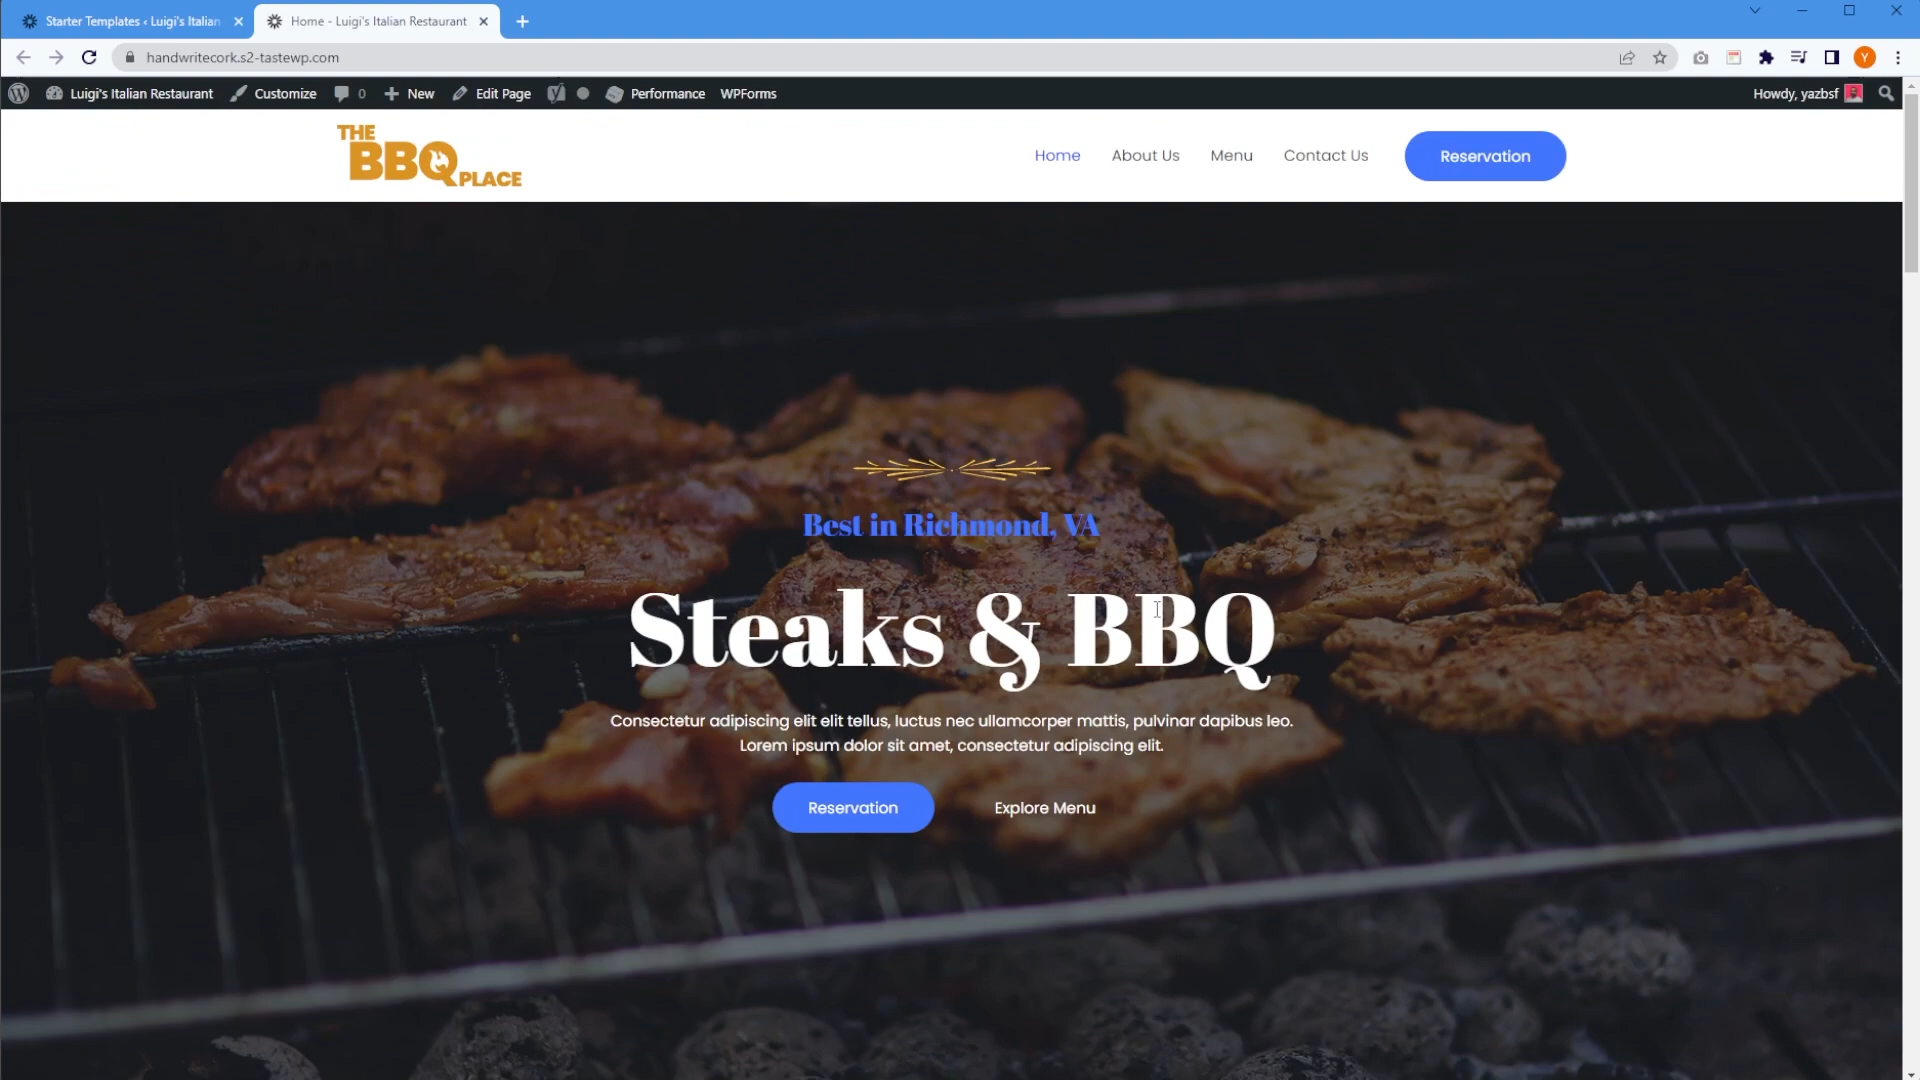 Starter Templates ‹ Luigi's Italian
Home - Luigi's Italian Restaurant
handwritecork.s2-tastewp.com
Y
Luigi's Italian Restaurant
Customize
0
New
Edit Page
Performance
WPForms
Howdy, yazbsf
THE
BBQ
PLACE
Home
About Us
Menu
Contact Us
Reservation
Best in Richmond, VA
Steaks & BBQ
Consectetur adipiscing elit elit tellus, luctus nec ullamcorper mattis, pulvinar dapibus leo.
Lorem ipsum dolor sit amet, consectetur adipiscing elit.
Reservation
Explore Menu